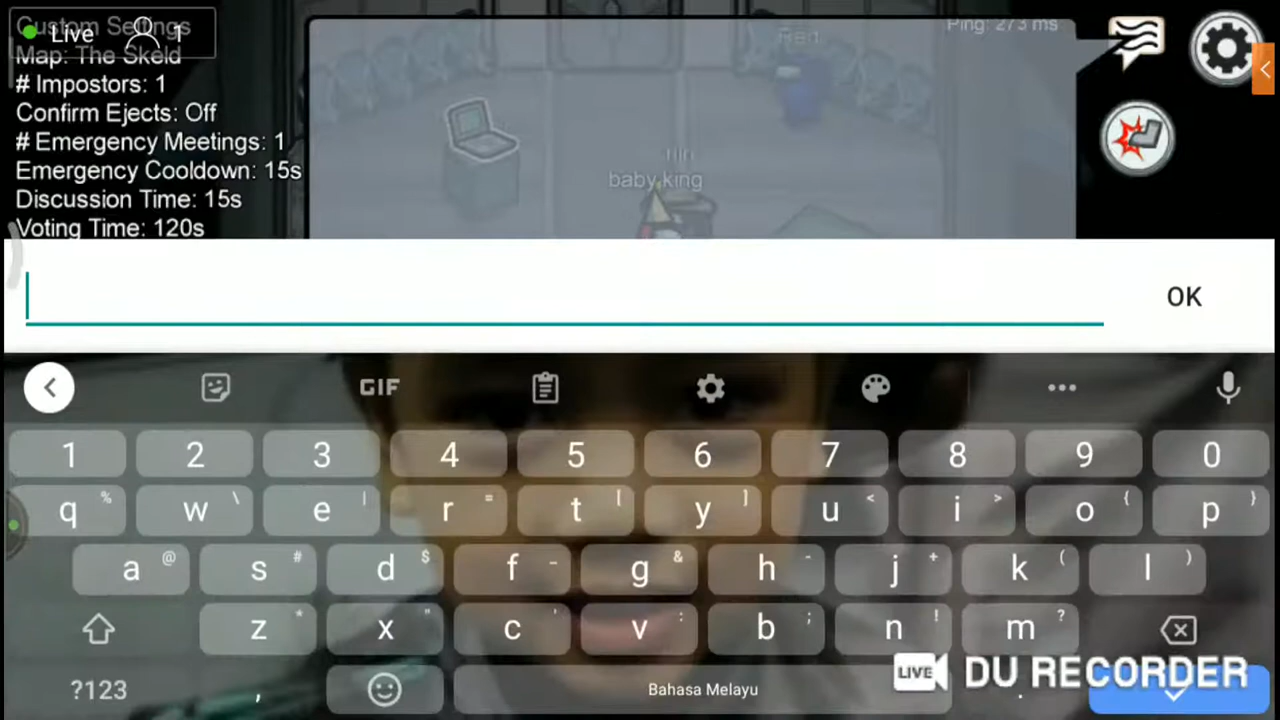 Custom Settings
Live 1
Map: The Skeld
# Impostors: 1
Confirm Ejects: Off
# Emergency Meetings: 1
Emergency Cooldown: 15s
Discussion Time: 15s
Voting Time: 120s
Ping: 273 ms
Red
baby king
OK
GIF
1 2 3 4 5 6 7 8 9 0
q % w \ e | r = t [ y ] u < i > o { p }
a @ s # d $ f - g & h - j + k ( l )
z * x " c ' v : b ; n ! m ?
?123 , Bahasa Melayu .
LIVE DU RECORDER